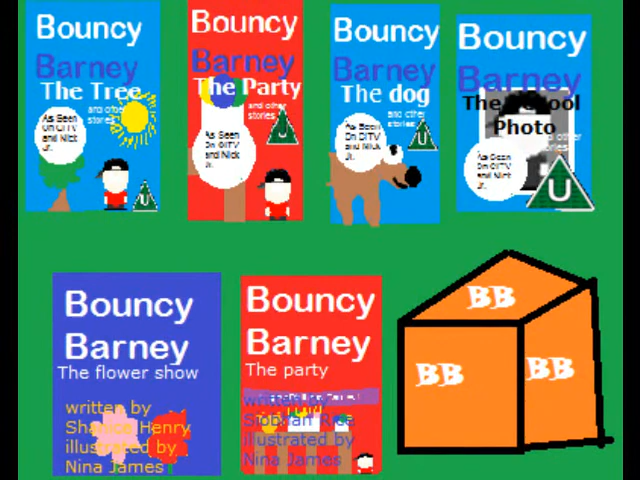 Bouncy
Barney
The Tree
and other
stories
As Seen
On CITV
and Nick
Jr.
U
Bouncy
Barney
The Party
and other
stories
As Seen
On CITV
and Nick
Jr.
U
Bouncy
Barney
The dog
and other
stories
As Seen
On CITV
and Nick
Jr.
U
Bouncy
Barney
The School
Photo
and other
stories
As Seen
On CITV
and Nick
Jr.
U
Bouncy
Barney
The flower show
written by
Shanice Henry
illustrated by
Nina James
Bouncy
Barney
The party
written by
Siobhan Rice
illustrated by
Nina James
BB
BB
BB